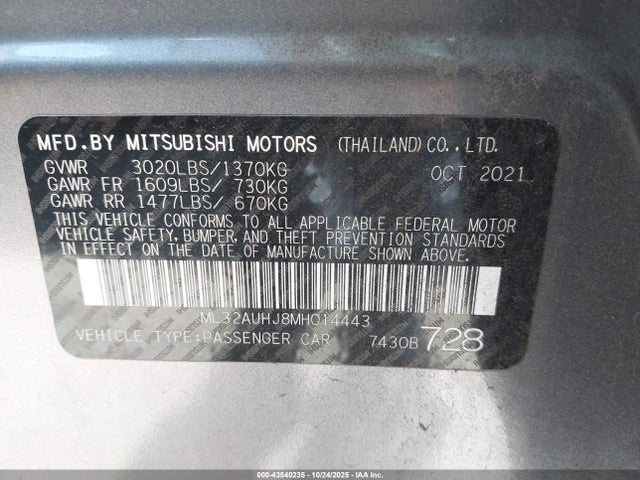 MFD.BY MITSUBISHI MOTORS (THAILAND)CO.,LTD.
GVWR 3020LBS/1370KG OCT 2021
GAWR FR 1609LBS/ 730KG
GAWR RR 1477LBS/ 670KG
THIS VEHICLE CONFORMS TO ALL APPLICABLE FEDERAL MOTOR
VEHICLE SAFETY, BUMPER, AND THEFT PREVENTION STANDARDS
IN EFFECT ON THE DATE OF MANUFACTURE SHOWN ABOVE.
ML32AUHJ8MH014443
VEHICLE TYPE:PASSENGER CAR 7430B 728
000-43540235 - 10/24/2025 - IAAI.COM